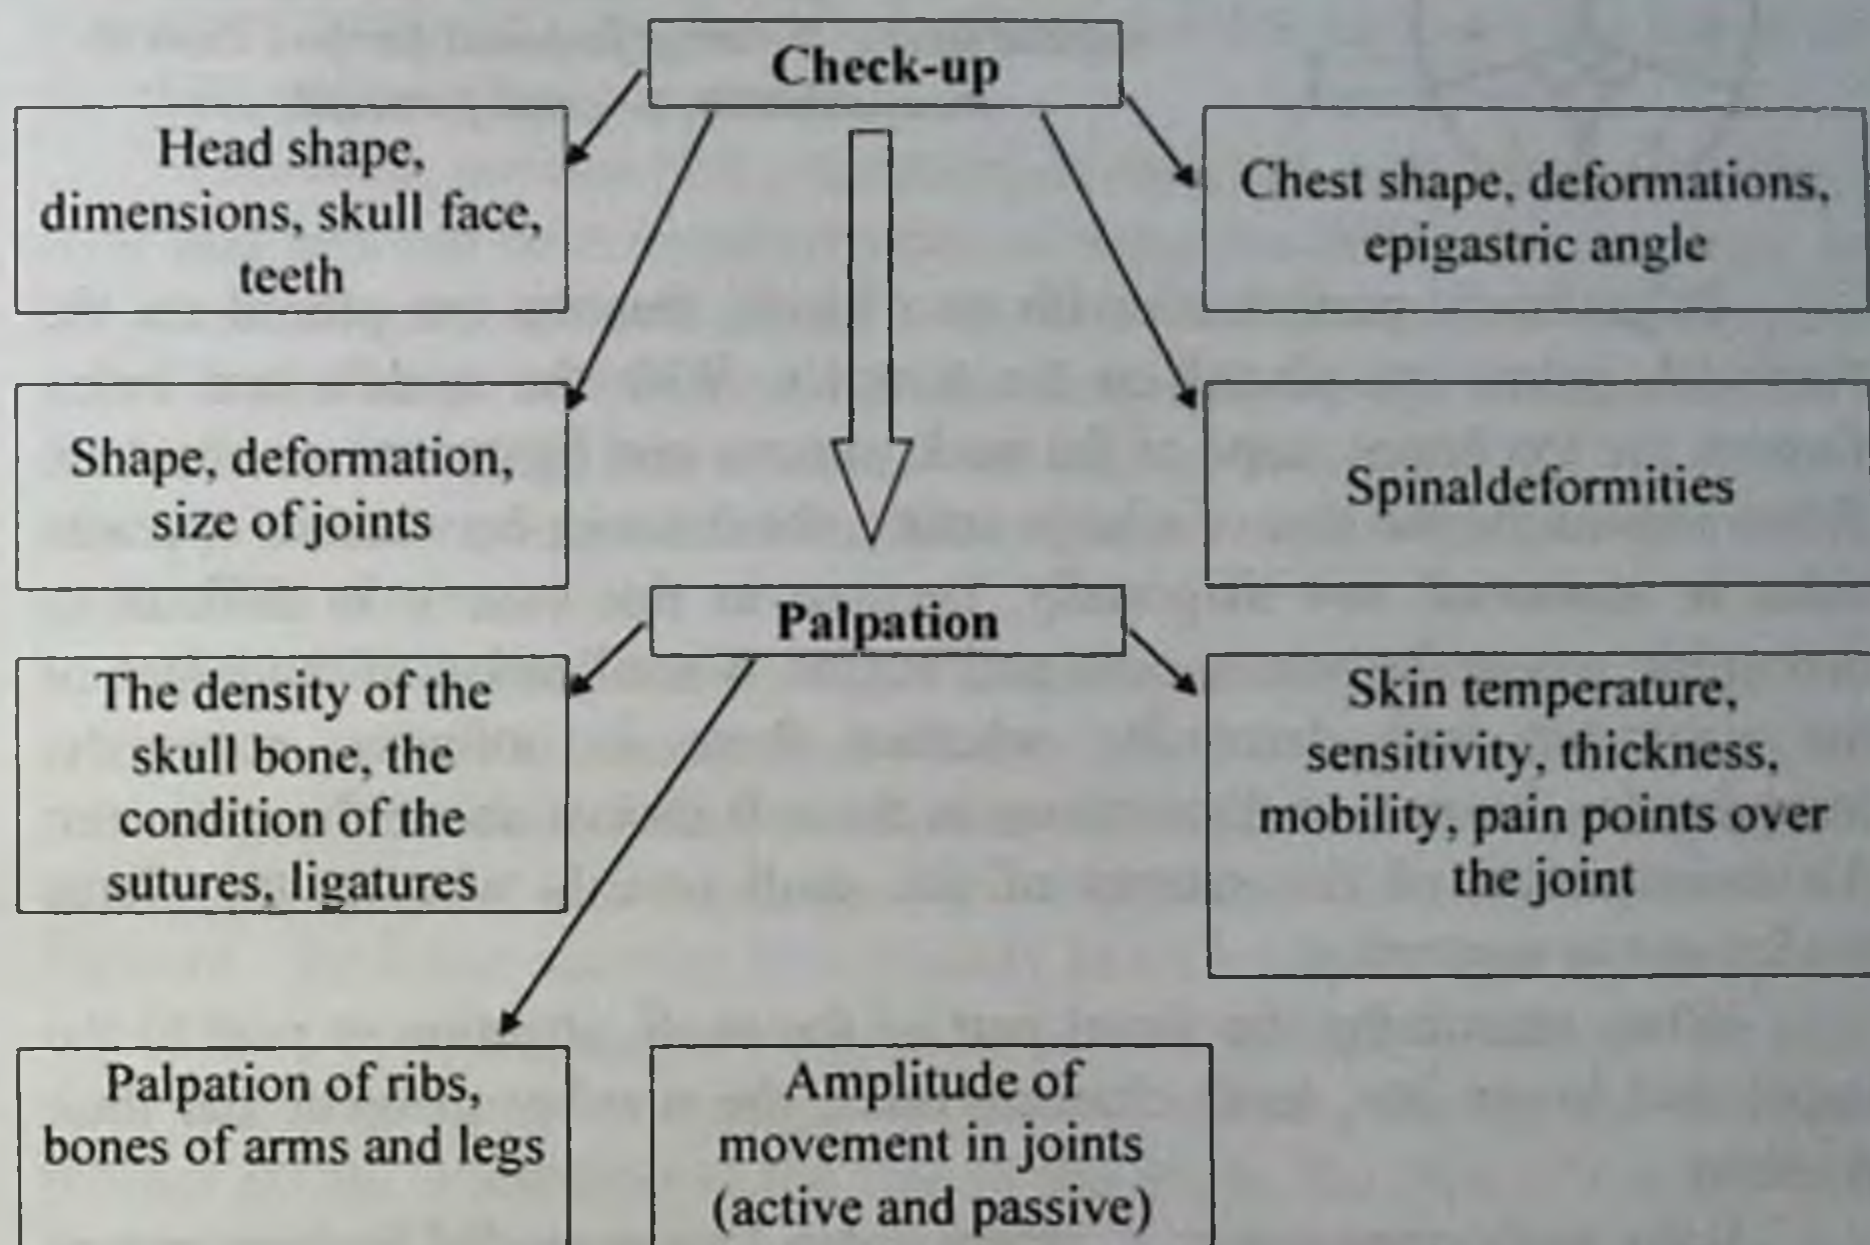 Check-up
Head shape,
dimensions, skull face,
teeth
Chest shape, deformations,
epigastric angle
Shape, deformation,
size of joints
Spinaldeformities
Palpation
The density of the
skull bone, the
condition of the
sutures, ligatures
Skin temperature,
sensitivity, thickness,
mobility, pain points over
the joint
Palpation of ribs,
bones of arms and legs
Amplitude of
movement in joints
(active and passive)